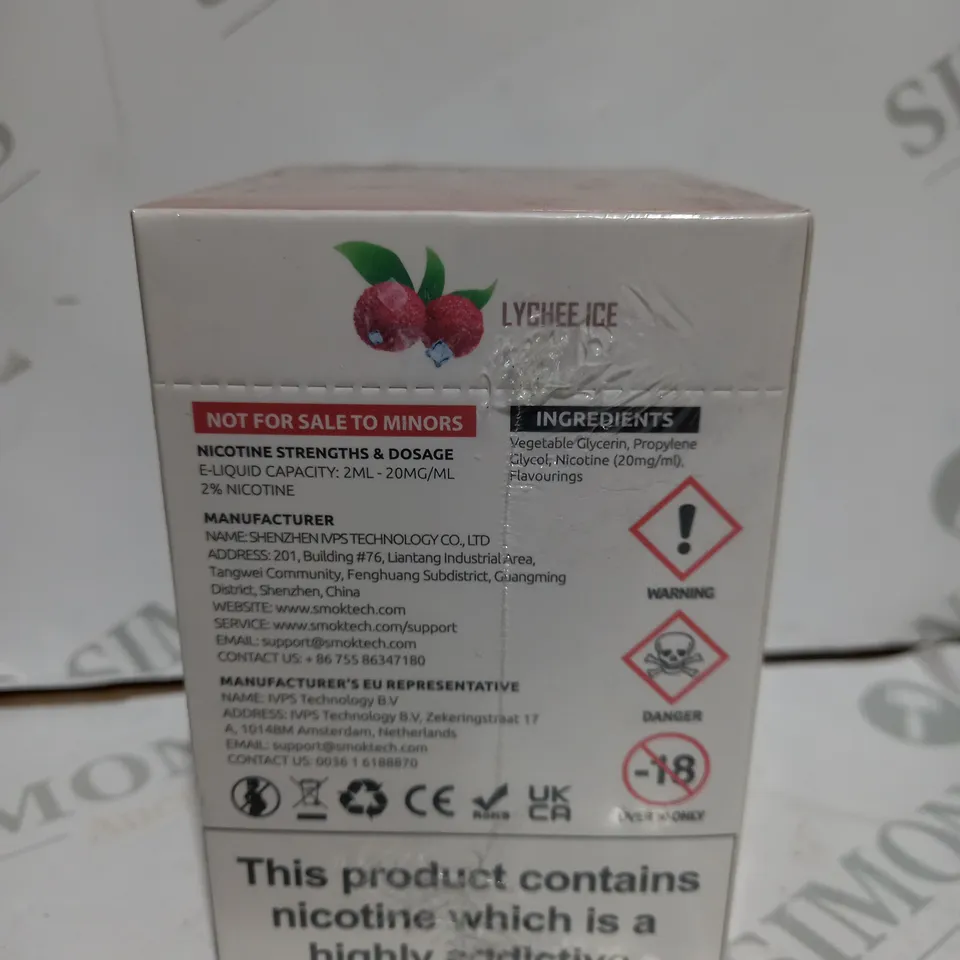 LYCHEE ICE
NOT FOR SALE TO MINORS
NICOTINE STRENGTHS & DOSAGE
E-LIQUID CAPACITY: 2ML - 20MG/ML
2% NICOTINE
MANUFACTURER
NAME: SHENZHEN IVPS TECHNOLOGY CO., LTD
ADDRESS: 201, Building #76, Liantang Industrial Area,
Tangwei Community, Fenghuang Subdistrict, Guangming
District, Shenzhen, China
WEBSITE: www.smoktech.com
SERVICE: www.smoktech.com/support
EMAIL: support@smoktech.com
CONTACT US: + 86 755 86347180
MANUFACTURER'S EU REPRESENTATIVE
NAME: IVPS Technology B.V
ADDRESS: IVPS Technology B.V, Zekeringstraat 17
A, 1014BM Amsterdam, Netherlands
EMAIL: support@smoktech.com
CONTACT US: 0036 1 6188870
INGREDIENTS
Vegetable Glycerin, Propylene
Glycol, Nicotine (20mg/ml),
Flavourings
WARNING
DANGER
-18
ONLY
CE
RoHS
UK
CA
This product contains
nicotine which is a
highly addictive